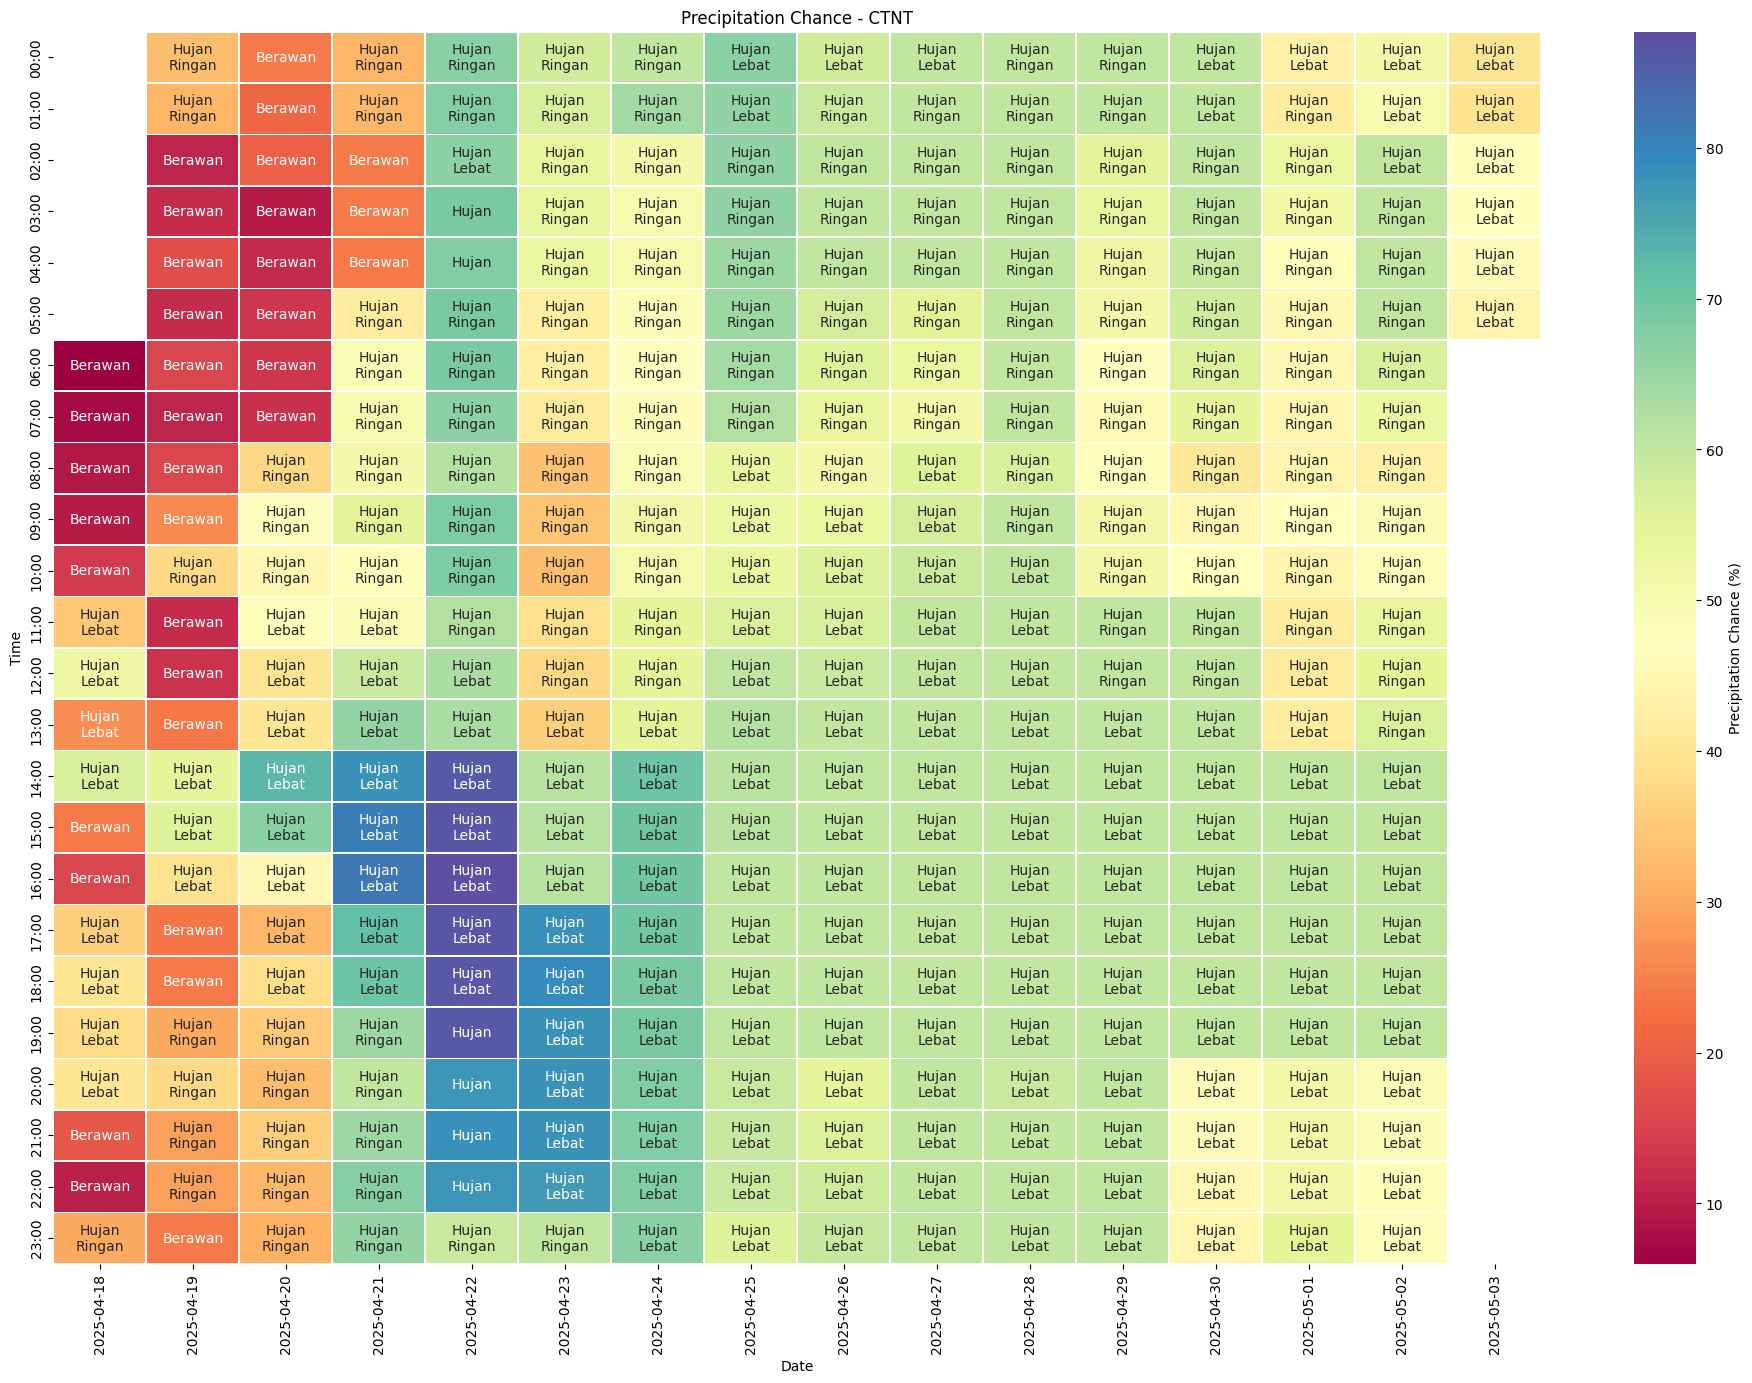 Precipitation Chance - CTNT
00:00 Hujan Ringan Berawan Hujan Ringan Hujan Ringan Hujan Ringan Hujan Ringan Hujan Lebat Hujan Lebat Hujan Lebat Hujan Ringan Hujan Ringan Hujan Lebat Hujan Lebat Hujan Lebat Hujan Lebat
01:00 Hujan Ringan Berawan Hujan Ringan Hujan Ringan Hujan Ringan Hujan Ringan Hujan Lebat Hujan Ringan Hujan Ringan Hujan Ringan Hujan Ringan Hujan Lebat Hujan Ringan Hujan Lebat Hujan Lebat
02:00 Berawan Berawan Berawan Hujan Lebat Hujan Ringan Hujan Ringan Hujan Ringan Hujan Ringan Hujan Ringan Hujan Ringan Hujan Ringan Hujan Ringan Hujan Ringan Hujan Lebat Hujan Lebat
03:00 Berawan Berawan Berawan Hujan Hujan Ringan Hujan Ringan Hujan Ringan Hujan Ringan Hujan Ringan Hujan Ringan Hujan Ringan Hujan Ringan Hujan Ringan Hujan Ringan Hujan Lebat
04:00 Berawan Berawan Berawan Hujan Hujan Ringan Hujan Ringan Hujan Ringan Hujan Ringan Hujan Ringan Hujan Ringan Hujan Ringan Hujan Ringan Hujan Ringan Hujan Ringan Hujan Lebat
05:00 Berawan Berawan Hujan Ringan Hujan Ringan Hujan Ringan Hujan Ringan Hujan Ringan Hujan Ringan Hujan Ringan Hujan Ringan Hujan Ringan Hujan Ringan Hujan Ringan Hujan Ringan Hujan Lebat
06:00 Berawan Berawan Berawan Hujan Ringan Hujan Ringan Hujan Ringan Hujan Ringan Hujan Ringan Hujan Ringan Hujan Ringan Hujan Ringan Hujan Ringan Hujan Ringan Hujan Ringan Hujan Ringan
07:00 Berawan Berawan Berawan Hujan Ringan Hujan Ringan Hujan Ringan Hujan Ringan Hujan Ringan Hujan Ringan Hujan Ringan Hujan Ringan Hujan Ringan Hujan Ringan Hujan Ringan Hujan Ringan
08:00 Berawan Berawan Hujan Ringan Hujan Ringan Hujan Ringan Hujan Ringan Hujan Ringan Hujan Lebat Hujan Ringan Hujan Lebat Hujan Ringan Hujan Ringan Hujan Ringan Hujan Ringan Hujan Ringan
09:00 Berawan Berawan Hujan Ringan Hujan Ringan Hujan Ringan Hujan Ringan Hujan Ringan Hujan Lebat Hujan Lebat Hujan Lebat Hujan Ringan Hujan Ringan Hujan Ringan Hujan Ringan Hujan Ringan
10:00 Berawan Hujan Ringan Hujan Ringan Hujan Ringan Hujan Ringan Hujan Ringan Hujan Ringan Hujan Lebat Hujan Lebat Hujan Lebat Hujan Lebat Hujan Ringan Hujan Ringan Hujan Ringan Hujan Ringan
11:00 Hujan Lebat Berawan Hujan Lebat Hujan Lebat Hujan Ringan Hujan Ringan Hujan Ringan Hujan Lebat Hujan Lebat Hujan Lebat Hujan Lebat Hujan Ringan Hujan Ringan Hujan Ringan Hujan Ringan
12:00 Hujan Lebat Berawan Hujan Lebat Hujan Lebat Hujan Lebat Hujan Ringan Hujan Ringan Hujan Lebat Hujan Lebat Hujan Lebat Hujan Lebat Hujan Ringan Hujan Ringan Hujan Lebat Hujan Ringan
13:00 Hujan Lebat Berawan Hujan Lebat Hujan Lebat Hujan Lebat Hujan Lebat Hujan Lebat Hujan Lebat Hujan Lebat Hujan Lebat Hujan Lebat Hujan Lebat Hujan Lebat Hujan Lebat Hujan Ringan
14:00 Hujan Lebat Hujan Lebat Hujan Lebat Hujan Lebat Hujan Lebat Hujan Lebat Hujan Lebat Hujan Lebat Hujan Lebat Hujan Lebat Hujan Lebat Hujan Lebat Hujan Lebat Hujan Lebat Hujan Lebat
15:00 Berawan Hujan Lebat Hujan Lebat Hujan Lebat Hujan Lebat Hujan Lebat Hujan Lebat Hujan Lebat Hujan Lebat Hujan Lebat Hujan Lebat Hujan Lebat Hujan Lebat Hujan Lebat Hujan Lebat
16:00 Berawan Hujan Lebat Hujan Lebat Hujan Lebat Hujan Lebat Hujan Lebat Hujan Lebat Hujan Lebat Hujan Lebat Hujan Lebat Hujan Lebat Hujan Lebat Hujan Lebat Hujan Lebat Hujan Lebat
17:00 Hujan Lebat Berawan Hujan Lebat Hujan Lebat Hujan Lebat Hujan Lebat Hujan Lebat Hujan Lebat Hujan Lebat Hujan Lebat Hujan Lebat Hujan Lebat Hujan Lebat Hujan Lebat Hujan Lebat
18:00 Hujan Lebat Berawan Hujan Lebat Hujan Lebat Hujan Lebat Hujan Lebat Hujan Lebat Hujan Lebat Hujan Lebat Hujan Lebat Hujan Lebat Hujan Lebat Hujan Lebat Hujan Lebat Hujan Lebat
19:00 Hujan Lebat Hujan Ringan Hujan Ringan Hujan Ringan Hujan Hujan Lebat Hujan Lebat Hujan Lebat Hujan Lebat Hujan Lebat Hujan Lebat Hujan Lebat Hujan Lebat Hujan Lebat Hujan Lebat
20:00 Hujan Lebat Hujan Ringan Hujan Ringan Hujan Ringan Hujan Hujan Lebat Hujan Lebat Hujan Lebat Hujan Lebat Hujan Lebat Hujan Lebat Hujan Lebat Hujan Lebat Hujan Lebat Hujan Lebat
21:00 Berawan Hujan Ringan Hujan Ringan Hujan Ringan Hujan Hujan Lebat Hujan Lebat Hujan Lebat Hujan Lebat Hujan Lebat Hujan Lebat Hujan Lebat Hujan Lebat Hujan Lebat Hujan Lebat
22:00 Berawan Hujan Ringan Hujan Ringan Hujan Ringan Hujan Hujan Lebat Hujan Lebat Hujan Lebat Hujan Lebat Hujan Lebat Hujan Lebat Hujan Lebat Hujan Lebat Hujan Lebat Hujan Lebat
23:00 Hujan Ringan Berawan Hujan Ringan Hujan Ringan Hujan Ringan Hujan Ringan Hujan Lebat Hujan Lebat Hujan Lebat Hujan Lebat Hujan Lebat Hujan Lebat Hujan Lebat Hujan Lebat Hujan Lebat
Time
2025-04-18 2025-04-19 2025-04-20 2025-04-21 2025-04-22 2025-04-23 2025-04-24 2025-04-25 2025-04-26 2025-04-27 2025-04-28 2025-04-29 2025-04-30 2025-05-01 2025-05-02 2025-05-03
Date
80
70
60
50
40
30
20
10
Precipitation Chance (%)